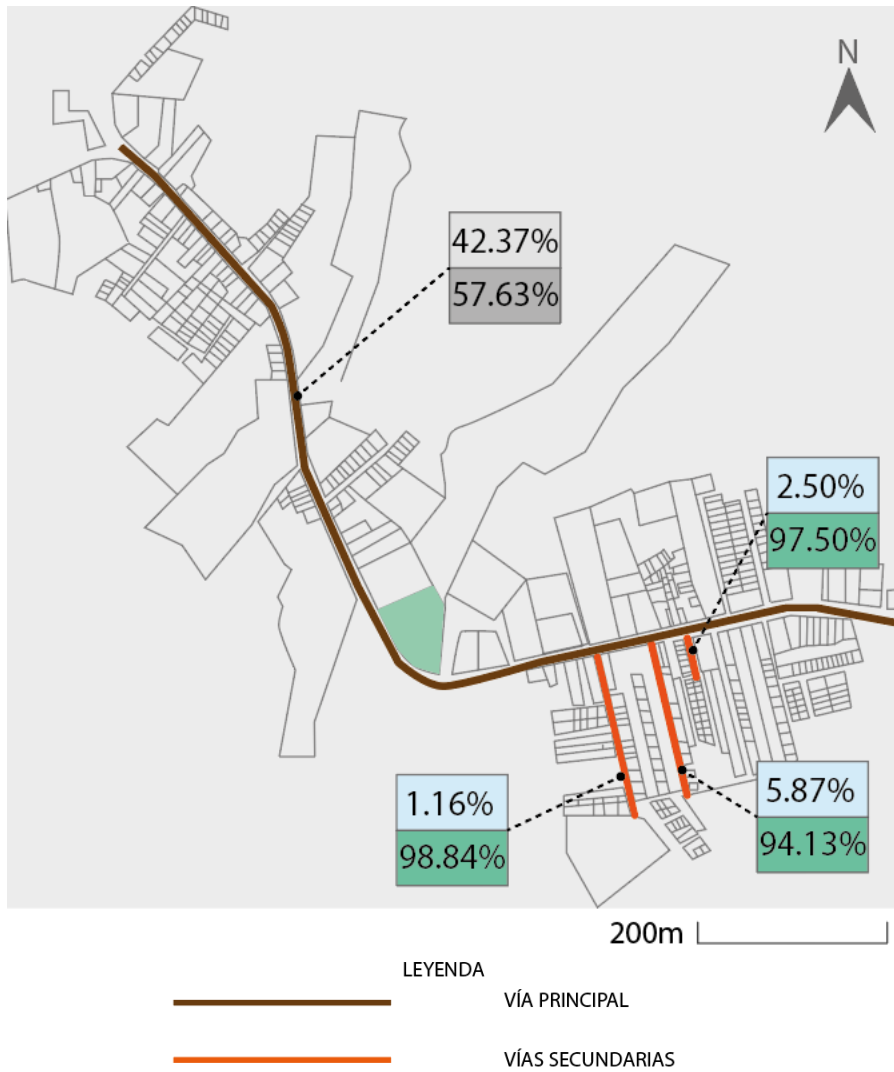 N
42.37%
57.63%
2.50%
97.50%
1.16%
98.84%
5.87%
94.13%
200m
LEYENDA
VÍA PRINCIPAL
VÍAS SECUNDARIAS